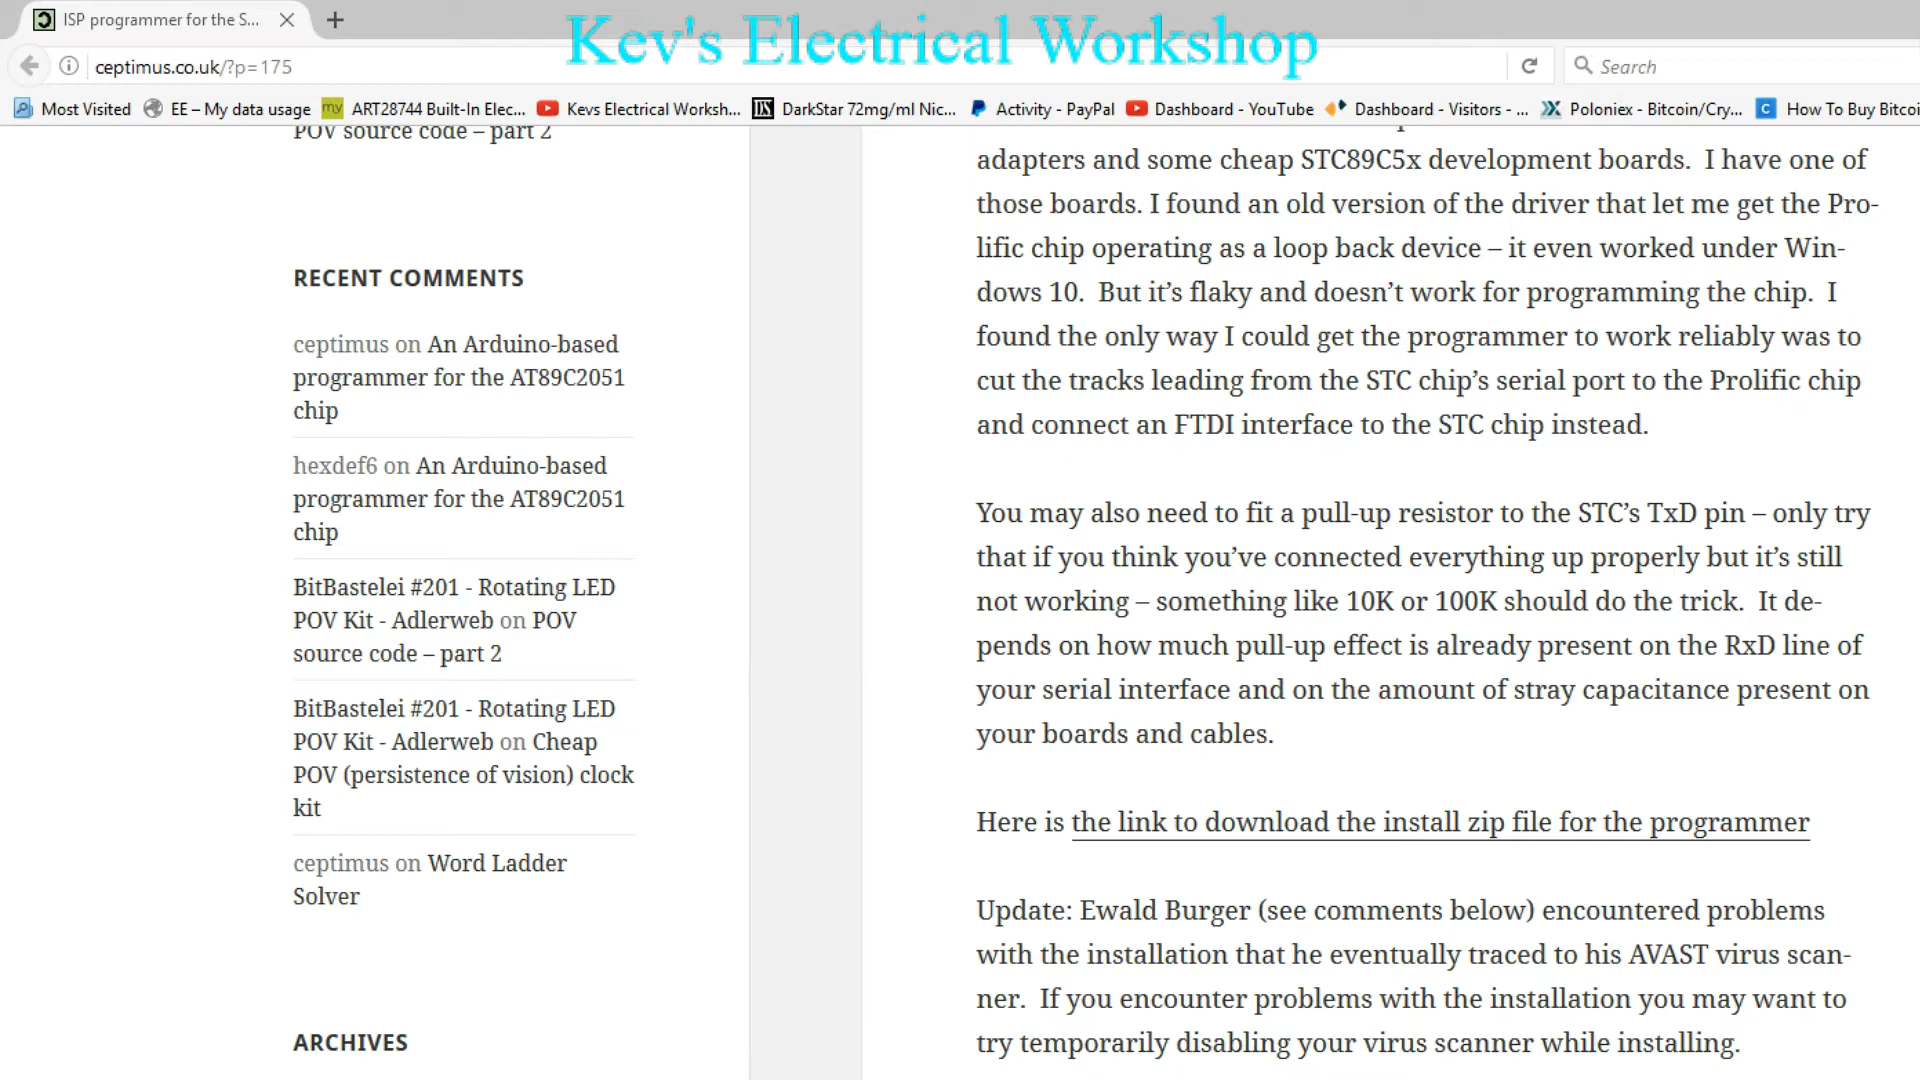 ISP programmer for the S...
Kev's Electrical Workshop
ceptimus.co.uk/?p=175
Search
Most Visited
EE – My data usage
my
ART28744 Built-In Elec...
Kevs Electrical Worksh...
DarkStar 72mg/ml Nic...
Activity - PayPal
Dashboard - YouTube
Dashboard - Visitors - ...
Poloniex - Bitcoin/Cry...
C
How To Buy Bitcoi
POV source code – part 2
RECENT COMMENTS
ceptimus on An Arduino-based
programmer for the AT89C2051
chip
hexdef6 on An Arduino-based
programmer for the AT89C2051
chip
BitBastelei #201 - Rotating LED
POV Kit - Adlerweb on POV
source code – part 2
BitBastelei #201 - Rotating LED
POV Kit - Adlerweb on Cheap
POV (persistence of vision) clock
kit
ceptimus on Word Ladder
Solver
ARCHIVES
adapters and some cheap STC89C5x development boards.  I have one of
those boards. I found an old version of the driver that let me get the Pro-
lific chip operating as a loop back device – it even worked under Win-
dows 10.  But it’s flaky and doesn’t work for programming the chip.  I
found the only way I could get the programmer to work reliably was to
cut the tracks leading from the STC chip’s serial port to the Prolific chip
and connect an FTDI interface to the STC chip instead.
You may also need to fit a pull-up resistor to the STC’s TxD pin – only try
that if you think you’ve connected everything up properly but it’s still
not working – something like 10K or 100K should do the trick.  It de-
pends on how much pull-up effect is already present on the RxD line of
your serial interface and on the amount of stray capacitance present on
your boards and cables.
Here is the link to download the install zip file for the programmer
Update: Ewald Burger (see comments below) encountered problems
with the installation that he eventually traced to his AVAST virus scan-
ner.  If you encounter problems with the installation you may want to
try temporarily disabling your virus scanner while installing.